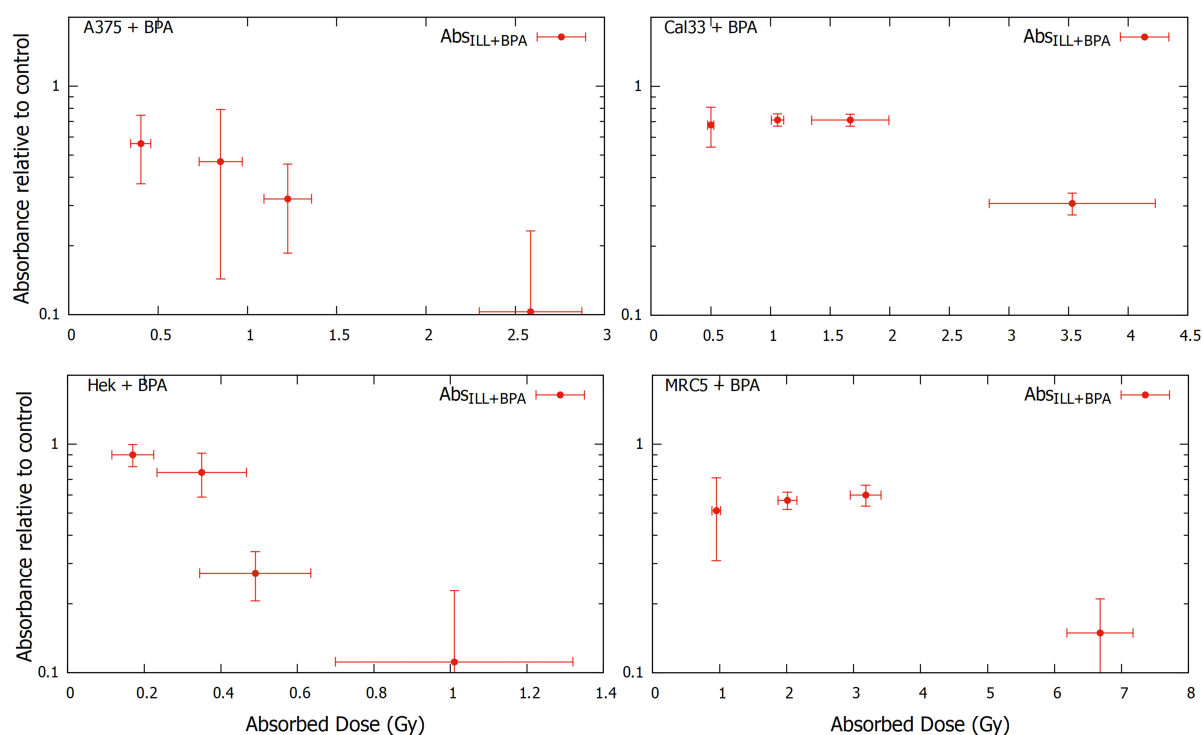 A375 + BPA
Abs_ILL+BPA
Absorbance relative to control
1
0.1
0 0.5 1 1.5 2 2.5 3
Cal33 + BPA
Abs_ILL+BPA
1
0.1
0 0.5 1 1.5 2 2.5 3 3.5 4 4.5
Hek + BPA
Abs_ILL+BPA
Absorbance relative to control
1
0.1
0 0.2 0.4 0.6 0.8 1 1.2 1.4
Absorbed Dose (Gy)
MRC5 + BPA
Abs_ILL+BPA
1
0.1
0 1 2 3 4 5 6 7 8
Absorbed Dose (Gy)